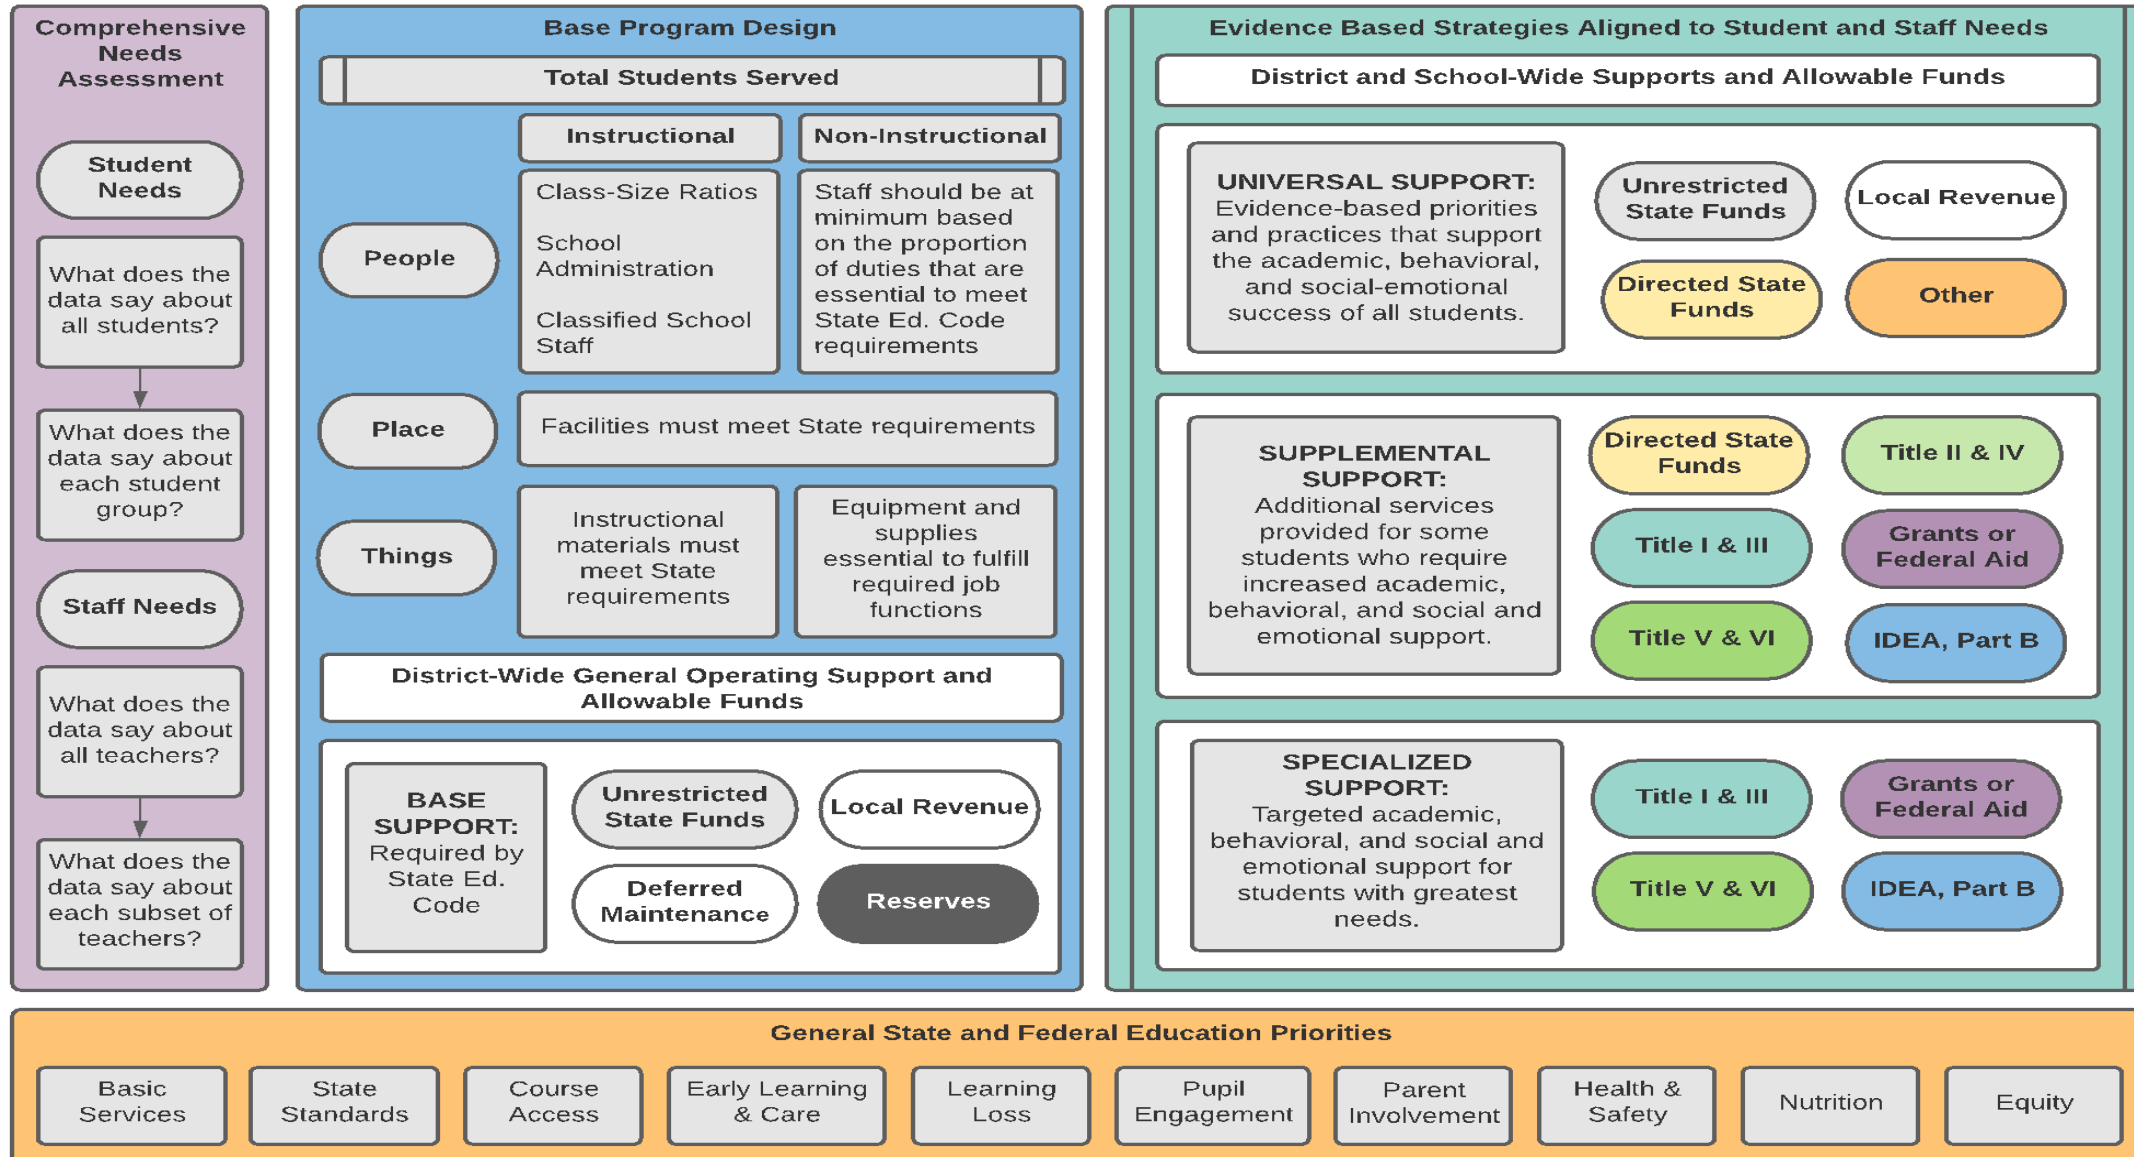 Comprehensive
Needs
Assessment
Student
Needs
What does the
data say about
all students?
What does the
data say about
each student
group?
Staff Needs
What does the
data say about
all teachers?
What does the
data say about
each subset of
teachers?
Base Program Design
Total Students Served
Instructional
Non-Instructional
People
Class-Size Ratios
School
Administration
Classified School
Staff
Staff should be at
minimum based
on the proportion
of duties that are
essential to meet
State Ed. Code
requirements
Place
Facilities must meet State requirements
Things
Instructional
materials must
meet State
requirements
Equipment and
supplies
essential to fulfill
required job
functions
District-Wide General Operating Support and
Allowable Funds
BASE
SUPPORT:
Required by
State Ed.
Code
Unrestricted
State Funds
Local Revenue
Deferred
Maintenance
Reserves
Evidence Based Strategies Aligned to Student and Staff Needs
District and School-Wide Supports and Allowable Funds
UNIVERSAL SUPPORT:
Evidence-based priorities
and practices that support
the academic, behavioral,
and social-emotional
success of all students.
Unrestricted
State Funds
Local Revenue
Directed State
Funds
Other
SUPPLEMENTAL
SUPPORT:
Additional services
provided for some
students who require
increased academic,
behavioral, and social and
emotional support.
Directed State
Funds
Title II & IV
Title I & III
Grants or
Federal Aid
Title V & VI
IDEA, Part B
SPECIALIZED
SUPPORT:
Targeted academic,
behavioral, and social and
emotional support for
students with greatest
needs.
Title I & III
Grants or
Federal Aid
Title V & VI
IDEA, Part B
General State and Federal Education Priorities
Basic
Services
State
Standards
Course
Access
Early Learning
& Care
Learning
Loss
Pupil
Engagement
Parent
Involvement
Health &
Safety
Nutrition
Equity